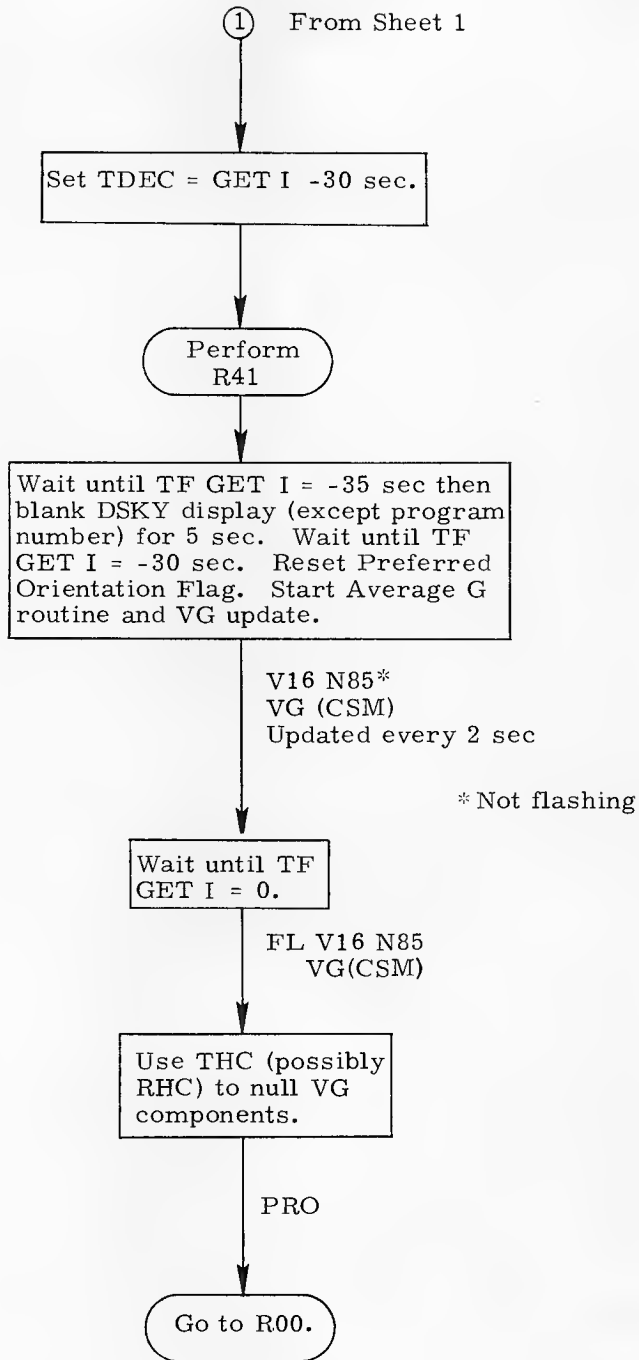 1 From Sheet 1
Set TDEC = GET I -30 sec.
Perform
R41
Wait until TF GET I = -35 sec then
blank DSKY display (except program
number) for 5 sec. Wait until TF
GET I = -30 sec. Reset Preferred
Orientation Flag. Start Average G
routine and VG update.
V16 N85*
VG (CSM)
Updated every 2 sec
* Not flashing
Wait until TF
GET I = 0.
FL V16 N85
VG(CSM)
Use THC (possibly
RHC) to null VG
components.
PRO
Go to R00.